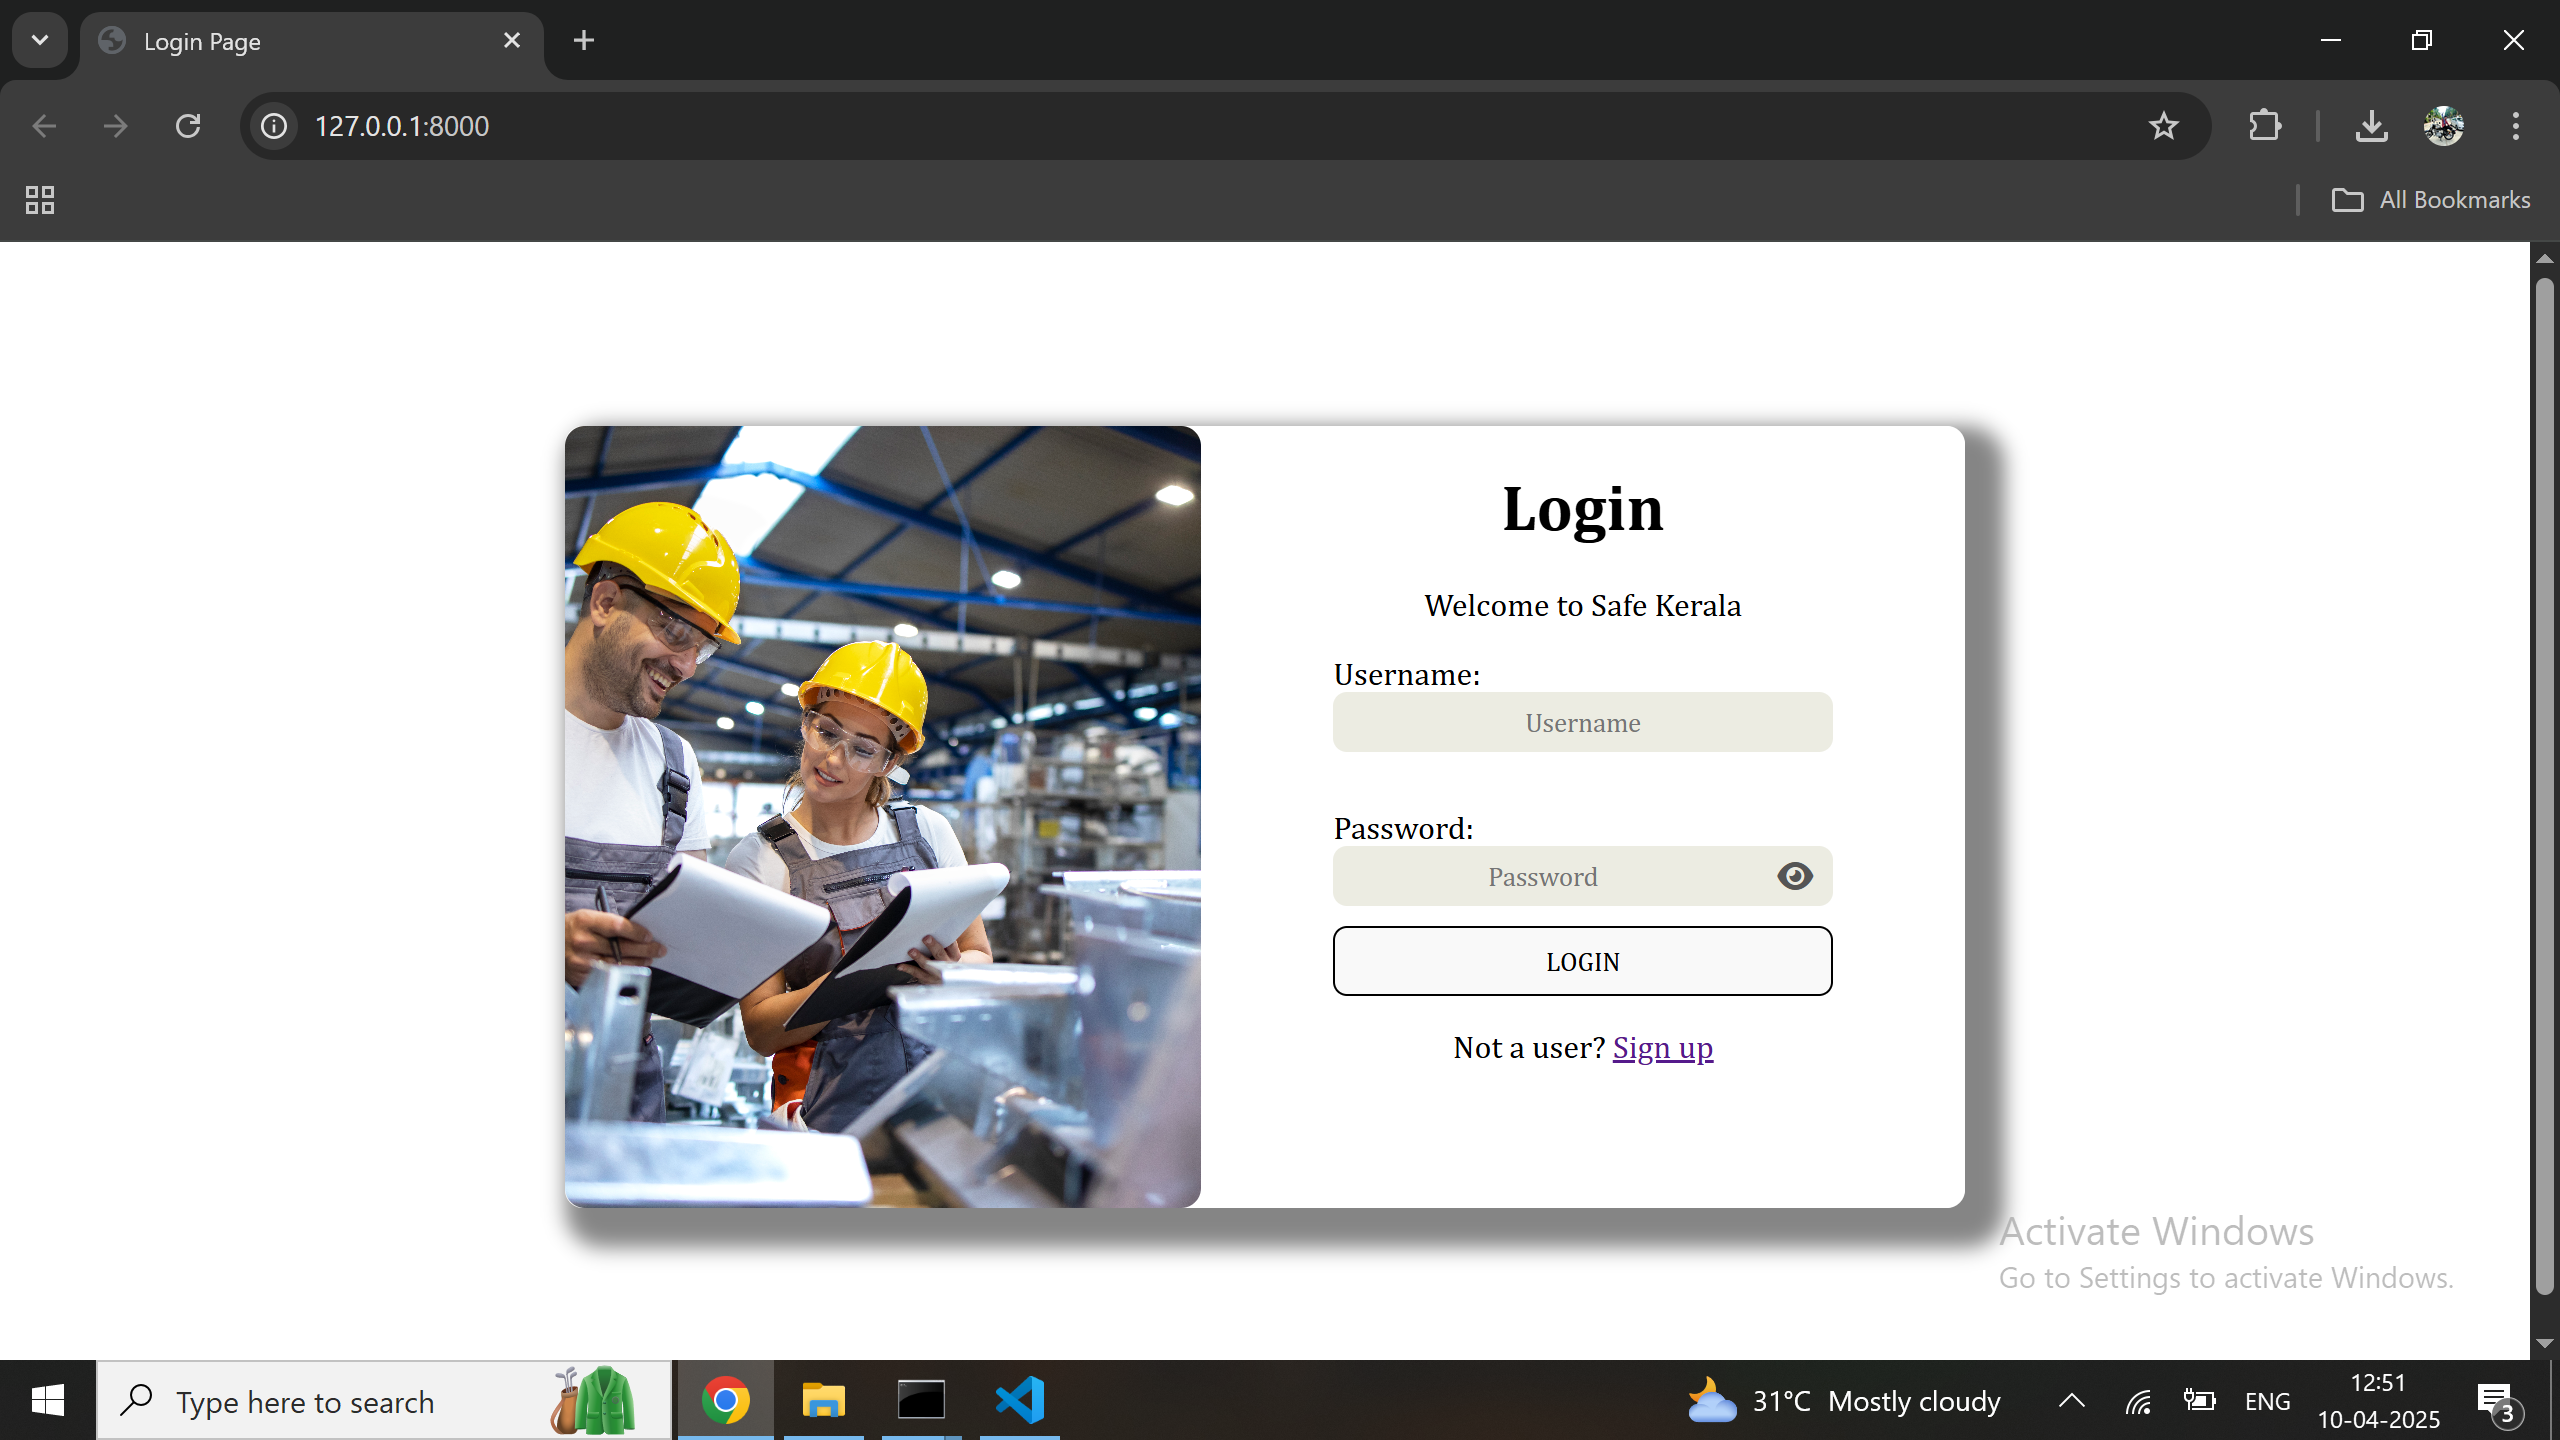 Login Page
127.0.0.1:8000
All Bookmarks
Login
Welcome to Safe Kerala
Username:
Username
Password:
Password
LOGIN
Not a user? Sign up
Activate Windows
Go to Settings to activate Windows.
Type here to search
31°C Mostly cloudy
ENG
12:51
10-04-2025
3